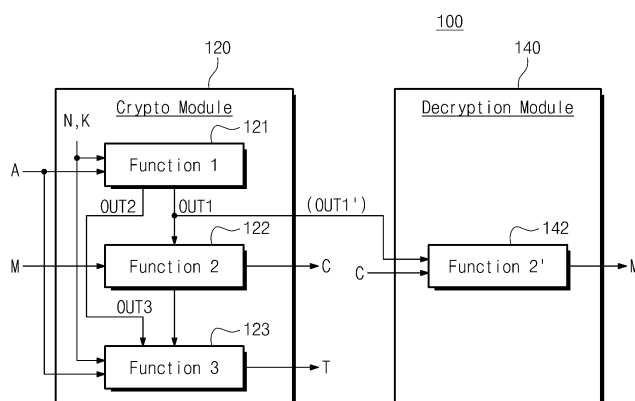 100
120
140
Crypto Module
Decryption Module
N,K
121
A
Function 1
OUT2
OUT1
(OUT1')
122
142
M
Function 2
C
C
Function 2'
M
OUT3
123
Function 3
T